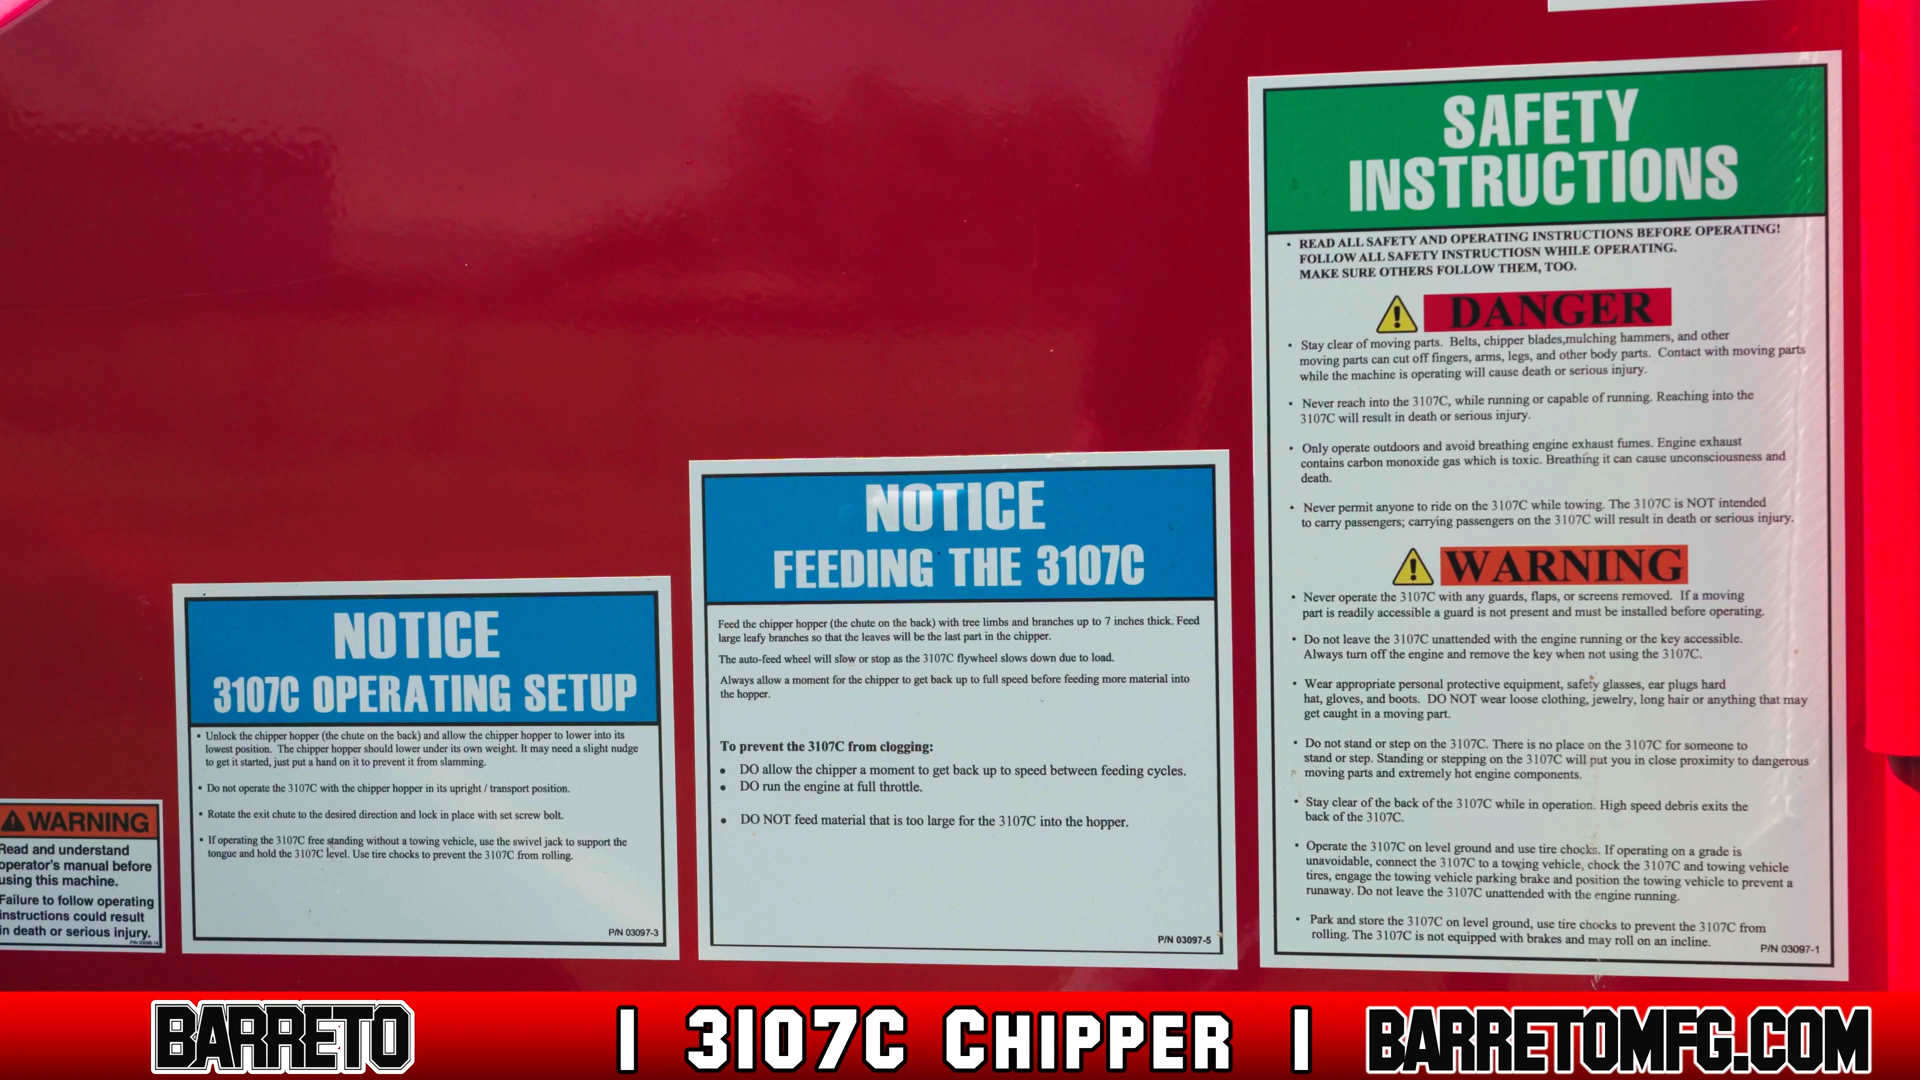 WARNING
Read and understand
operator's manual before
using this machine.
Failure to follow operating
instructions could result
in death or serious injury.
NOTICE
3107C OPERATING SETUP
• Unlock the chipper hopper (the chute on the back) and allow the chipper hopper to lower into its
lowest position. The chipper hopper should lower under its own weight. It may need a slight nudge
to get it started, just put a hand on it to prevent it from slamming.
• Do not operate the 3107C with the chipper hopper in its upright / transport position.
• Rotate the exit chute to the desired direction and lock in place with set screw bolt.
• If operating the 3107C free standing without a towing vehicle, use the swivel jack to support the
tongue and hold the 3107C level. Use tire chocks to prevent the 3107C from rolling.
P/N 03097-3
NOTICE
FEEDING THE 3107C
Feed the chipper hopper (the chute on the back) with tree limbs and branches up to 7 inches thick. Feed
large leafy branches so that the leaves will be the last part in the chipper.
The auto-feed wheel will slow or stop as the 3107C flywheel slows down due to load.
Always allow a moment for the chipper to get back up to full speed before feeding more material into
the hopper.
To prevent the 3107C from clogging:
• DO allow the chipper a moment to get back up to speed between feeding cycles.
• DO run the engine at full throttle.
• DO NOT feed material that is too large for the 3107C into the hopper.
P/N 03097-5
SAFETY
INSTRUCTIONS
• READ ALL SAFETY AND OPERATING INSTRUCTIONS BEFORE OPERATING!
FOLLOW ALL SAFETY INSTRUCTIOSN WHILE OPERATING.
MAKE SURE OTHERS FOLLOW THEM, TOO.
DANGER
• Stay clear of moving parts. Belts, chipper blades,mulching hammers, and other
moving parts can cut off fingers, arms, legs, and other body parts. Contact with moving parts
while the machine is operating will cause death or serious injury.
• Never reach into the 3107C, while running or capable of running. Reaching into the
3107C will result in death or serious injury.
• Only operate outdoors and avoid breathing engine exhaust fumes. Engine exhaust
contains carbon monoxide gas which is toxic. Breathing it can cause unconsciousness and
death.
• Never permit anyone to ride on the 3107C while towing. The 3107C is NOT intended
to carry passengers; carrying passengers on the 3107C will result in death or serious injury.
WARNING
• Never operate the 3107C with any guards, flaps, or screens removed. If a moving
part is readily accessible a guard is not present and must be installed before operating.
• Do not leave the 3107C unattended with the engine running or the key accessible.
Always turn off the engine and remove the key when not using the 3107C.
• Wear appropriate personal protective equipment, safety glasses, ear plugs hard
hat, gloves, and boots. DO NOT wear loose clothing, jewelry, long hair or anything that may
get caught in a moving part.
• Do not stand or step on the 3107C. There is no place on the 3107C for someone to
stand or step. Standing or stepping on the 3107C will put you in close proximity to dangerous
moving parts and extremely hot engine components.
• Stay clear of the back of the 3107C while in operation. High speed debris exits the
back of the 3107C.
• Operate the 3107C on level ground and use tire chocks. If operating on a grade is
unavoidable, connect the 3107C to a towing vehicle, chock the 3107C and towing vehicle
tires, engage the towing vehicle parking brake and position the towing vehicle to prevent a
runaway. Do not leave the 3107C unattended with the engine running.
• Park and store the 3107C on level ground, use tire chocks to prevent the 3107C from
rolling. The 3107C is not equipped with brakes and may roll on an incline.
P/N 03097-1
BARRETO | 3107C CHIPPER | BARRETOMFG.COM